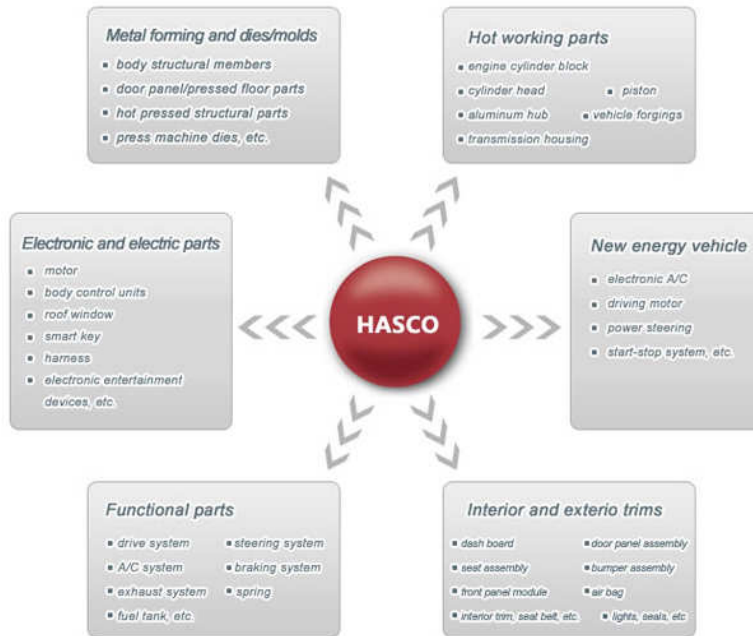 Metal forming and dies/molds
body structural members
door panel/pressed floor parts
hot pressed structural parts
press machine dies, etc.
Hot working parts
engine cylinder block
cylinder head
piston
aluminum hub
vehicle forgings
transmission housing
Electronic and electric parts
motor
body control units
roof window
smart key
harness
electronic entertainment
devices, etc.
HASCO
New energy vehicle
electronic A/C
driving motor
power steering
start-stop system, etc.
Functional parts
drive system
steering system
A/C system
braking system
exhaust system
spring
fuel tank, etc.
Interior and exterio trims
dash board
door panel assembly
seat assembly
bumper assembly
front panel module
air bag
interior trim, seat belt, etc.
lights, seals, etc